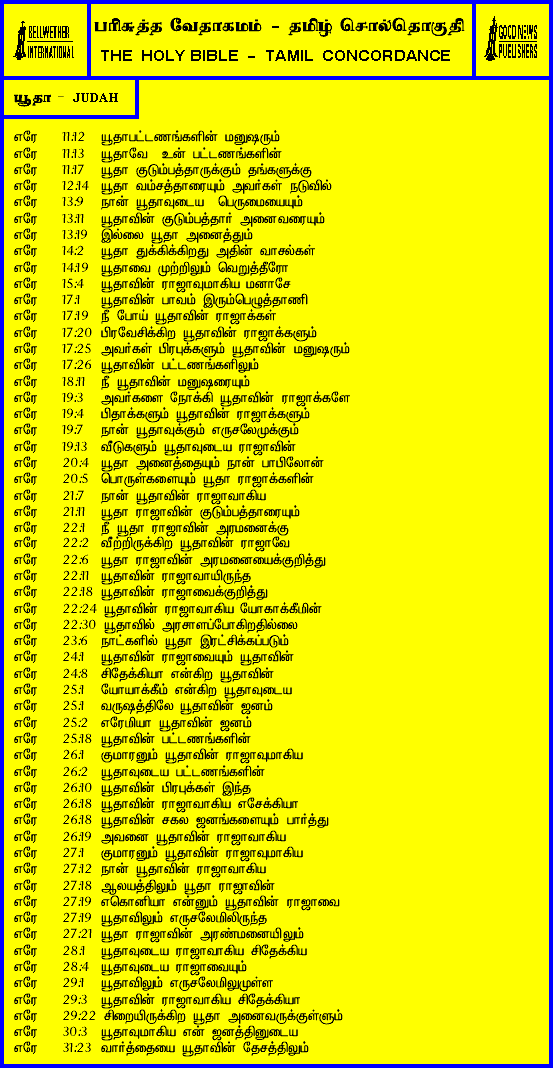 BELLWETHER
INTERNATIONAL
பரிசுத்த வேதாகமம் - தமிழ் சொல்தொகுதி
THE HOLY BIBLE - TAMIL CONCORDANCE
GOOD NEWS
PUBLISHERS
யூதா - JUDAH
எரே 11:12 யூதாபட்டணங்களின் மனுஷரும்
எரே 11:13 யூதாவே உன் பட்டணங்களின்
எரே 11:17 யூதா குடும்பத்தாருக்கும் தங்களுக்கு
எரே 12:14 யூதா வம்சத்தாரையும் அவர்கள் நடுவில்
எரே 13:9 நான் யூதாவுடைய பெருமையையும்
எரே 13:11 யூதாவின் குடும்பத்தார் அனைவரையும்
எரே 13:19 இல்லை யூதா அனைத்தும்
எரே 14:2 யூதா துக்கிக்கிறது அதின் வாசல்கள்
எரே 14:19 யூதாவை முற்றிலும் வெறுத்தீரோ
எரே 15:4 யூதாவின் ராஜாவுமாகிய மனாசே
எரே 17:1 யூதாவின் பாவம் இரும்பெழுத்தாணி
எரே 17:19 நீ போய் யூதாவின் ராஜாக்கள்
எரே 17:20 பிரவேசிக்கிற யூதாவின் ராஜாக்களும்
எரே 17:25 அவர்கள் பிரபுக்களும் யூதாவின் மனுஷரும்
எரே 17:26 யூதாவின் பட்டணங்களிலும்
எரே 18:11 நீ யூதாவின் மனுஷரையும்
எரே 19:3 அவர்களை நோக்கி யூதாவின் ராஜாக்களே
எரே 19:4 பிதாக்களும் யூதாவின் ராஜாக்களும்
எரே 19:7 நான் யூதாவுக்கும் எருசலேமுக்கும்
எரே 19:13 வீடுகளும் யூதாவுடைய ராஜாவின்
எரே 20:4 யூதா அனைத்தையும் நான் பாபிலோன்
எரே 20:5 பொருள்களையும் யூதா ராஜாக்களின்
எரே 21:7 நான் யூதாவின் ராஜாவாகிய
எரே 21:11 யூதா ராஜாவின் குடும்பத்தாரையும்
எரே 22:1 நீ யூதா ராஜாவின் அரமனைக்கு
எரே 22:2 வீற்றிருக்கிற யூதாவின் ராஜாவே
எரே 22:6 யூதா ராஜாவின் அரமனையைக்குறித்து
எரே 22:11 யூதாவின் ராஜாவாயிருந்த
எரே 22:18 யூதாவின் ராஜாவைக்குறித்து
எரே 22:24 யூதாவின் ராஜாவாகிய யோகாக்கீமின்
எரே 22:30 யூதாவில் அரசாளப்போகிறதில்லை
எரே 23:6 நாட்களில் யூதா இரட்சிக்கப்படும்
எரே 24:1 யூதாவின் ராஜாவையும் யூதாவின்
எரே 24:8 சிதேக்கியா என்கிற யூதாவின்
எரே 25:1 யோயாக்கீம் என்கிற யூதாவுடைய
எரே 25:1 வருஷத்திலே யூதாவின் ஜனம்
எரே 25:2 எரேமியா யூதாவின் ஜனம்
எரே 25:18 யூதாவின் பட்டணங்களின்
எரே 26:1 குமாரனும் யூதாவின் ராஜாவுமாகிய
எரே 26:2 யூதாவுடைய பட்டணங்களின்
எரே 26:10 யூதாவின் பிரபுக்கள் இந்த
எரே 26:18 யூதாவின் ராஜாவாகிய எசேக்கியா
எரே 26:18 யூதாவின் சகல ஜனங்களையும் பார்த்து
எரே 26:19 அவனை யூதாவின் ராஜாவாகிய
எரே 27:1 குமாரனும் யூதாவின் ராஜாவுமாகிய
எரே 27:12 நான் யூதாவின் ராஜாவாகிய
எரே 27:18 ஆலயத்திலும் யூதா ராஜாவின்
எரே 27:19 எகொனியா என்னும் யூதாவின் ராஜாவை
எரே 27:19 யூதாவிலும் எருசலேமிலிருந்த
எரே 27:21 யூதா ராஜாவின் அரண்மனையிலும்
எரே 28:1 யூதாவுடைய ராஜாவாகிய சிதேக்கிய
எரே 28:4 யூதாவுடைய ராஜாவையும்
எரே 29:1 யூதாவிலும் எருசலேமிலுமுள்ள
எரே 29:3 யூதாவின் ராஜாவாகிய சிதேக்கியா
எரே 29:22 சிறையிருக்கிற யூதா அனைவருக்குள்ளும்
எரே 30:3 யூதாவுமாகிய என் ஜனத்தினுடைய
எரே 31:23 வார்த்தையை யூதாவின் தேசத்திலும்